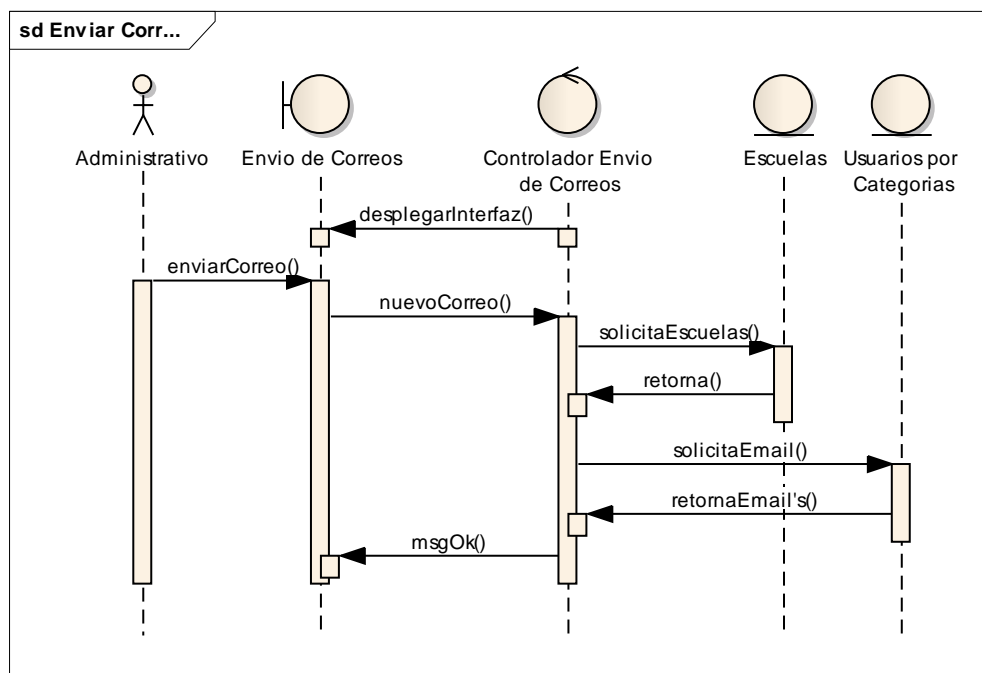 sd Enviar Corr...
Administrativo
Envio de Correos
Controlador Envio
de Correos
Escuelas
Usuarios por
Categorias
desplegarInterfaz()
enviarCorreo()
nuevoCorreo()
solicitaEscuelas()
retorna()
solicitaEmail()
retornaEmail's()
msgOk()